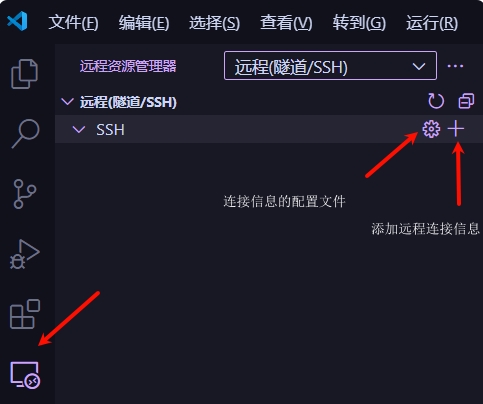 文件(F) 编辑(E) 选择(S) 查看(V) 转到(G) 运行(R)
远程资源管理器 远程(隧道/SSH)
远程(隧道/SSH)
SSH
连接信息的配置文件
添加远程连接信息